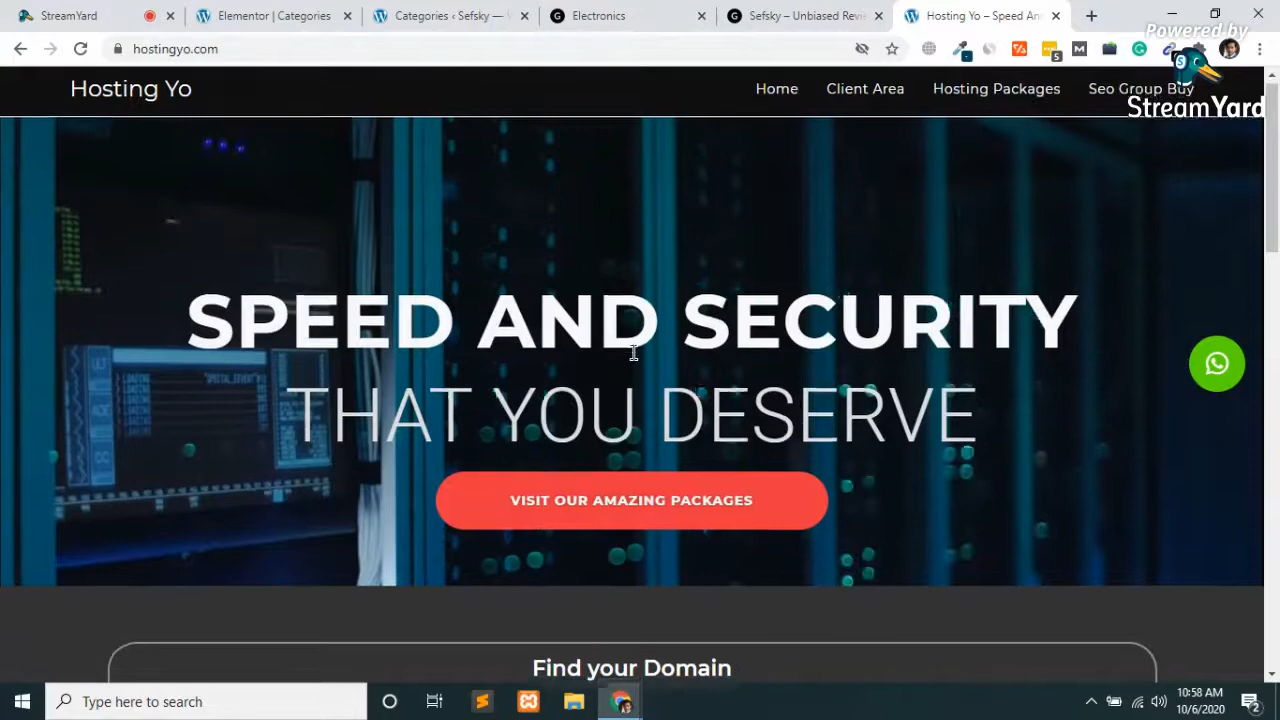 StreamYard
Elementor | Categories
Categories ‹ Sefsky — W
Electronics
Sefsky – Unbiased Revie
Hosting Yo – Speed An
hostingyo.com
Powered by
StreamYard
Hosting Yo
Home
Client Area
Hosting Packages
Seo Group Buy
SPEED AND SECURITY
THAT YOU DESERVE
VISIT OUR AMAZING PACKAGES
LOADING
Find your Domain
Type here to search
10:58 AM
10/6/2020